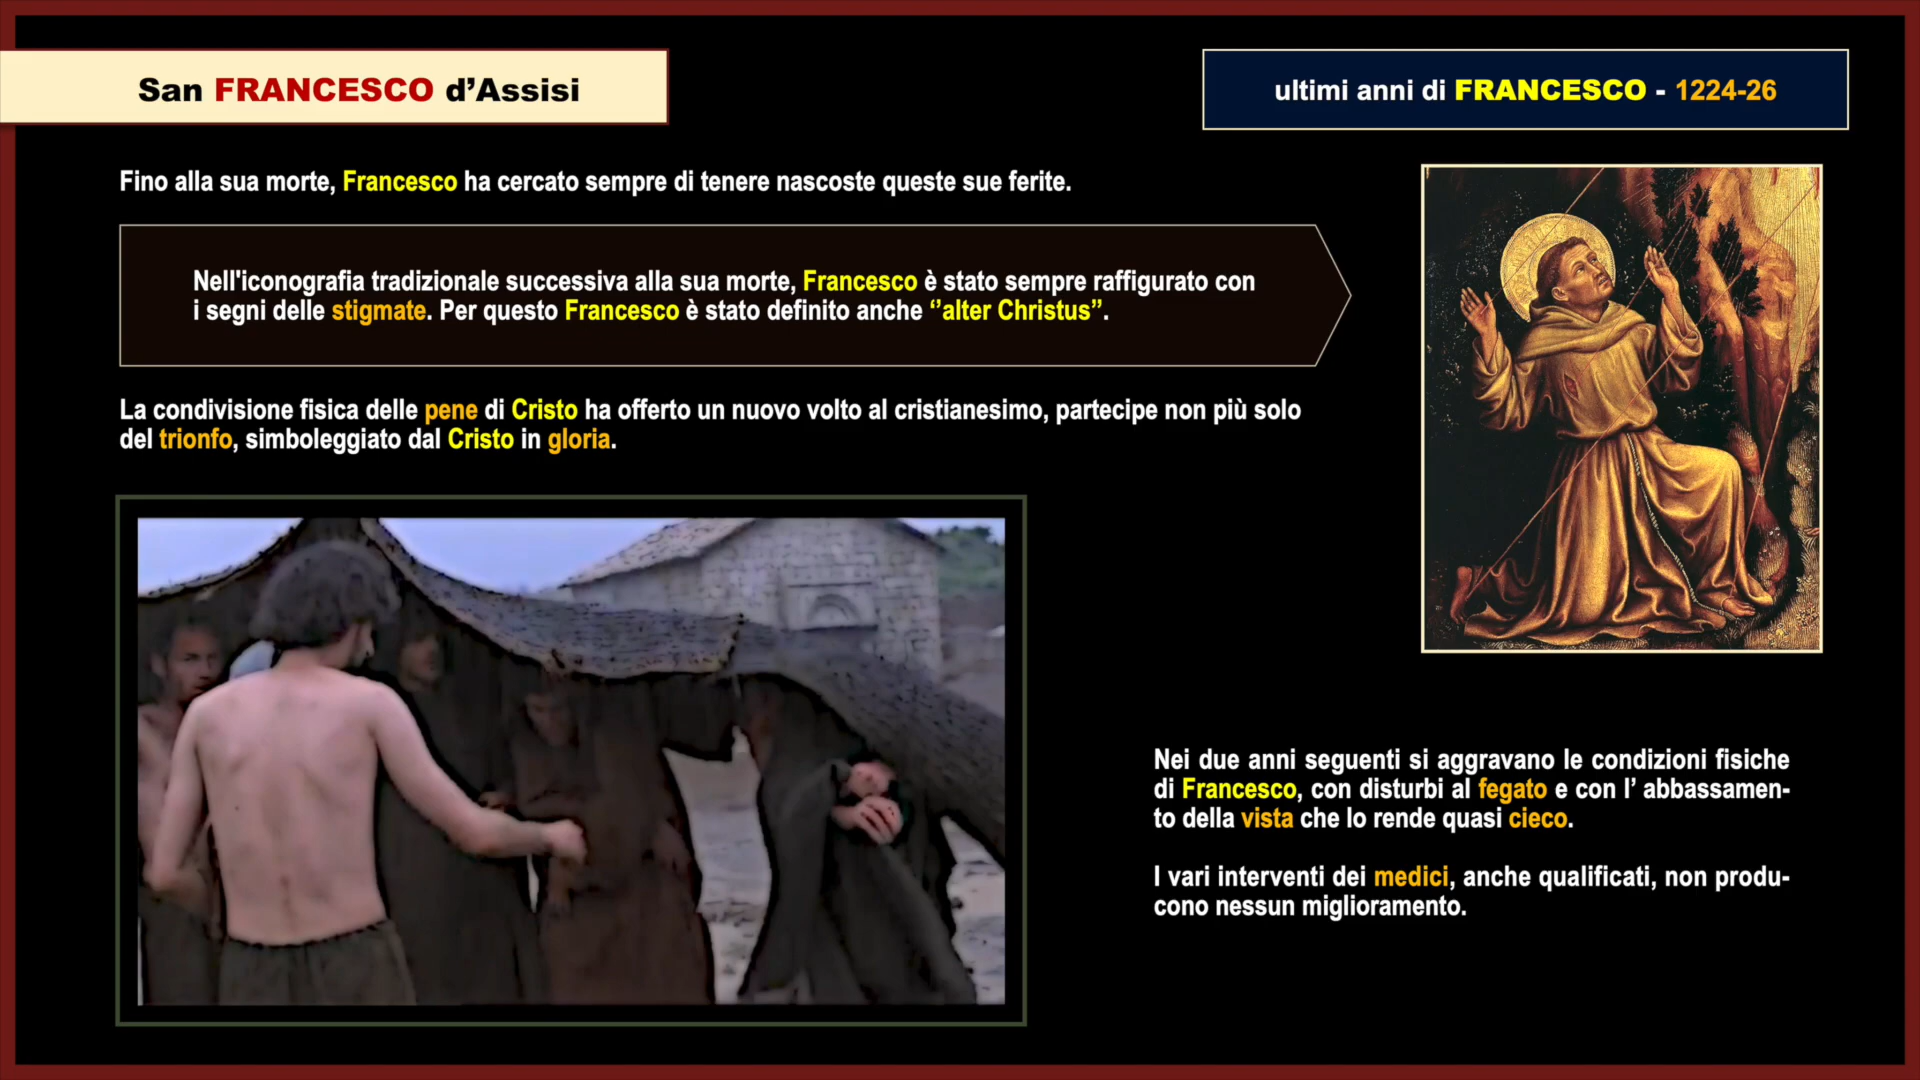 San FRANCESCO d’Assisi
ultimi anni di FRANCESCO - 1224-26
Fino alla sua morte, Francesco ha cercato sempre di tenere nascoste queste sue ferite.
Nell'iconografia tradizionale successiva alla sua morte, Francesco è stato sempre raffigurato con
i segni delle stigmate. Per questo Francesco è stato definito anche ‘’alter Christus”.
La condivisione fisica delle pene di Cristo ha offerto un nuovo volto al cristianesimo, partecipe non più solo
del trionfo, simboleggiato dal Cristo in gloria.
Nei due anni seguenti si aggravano le condizioni fisiche
di Francesco, con disturbi al fegato e con l’ abbassamen-
to della vista che lo rende quasi cieco.
I vari interventi dei medici, anche qualificati, non produ-
cono nessun miglioramento.